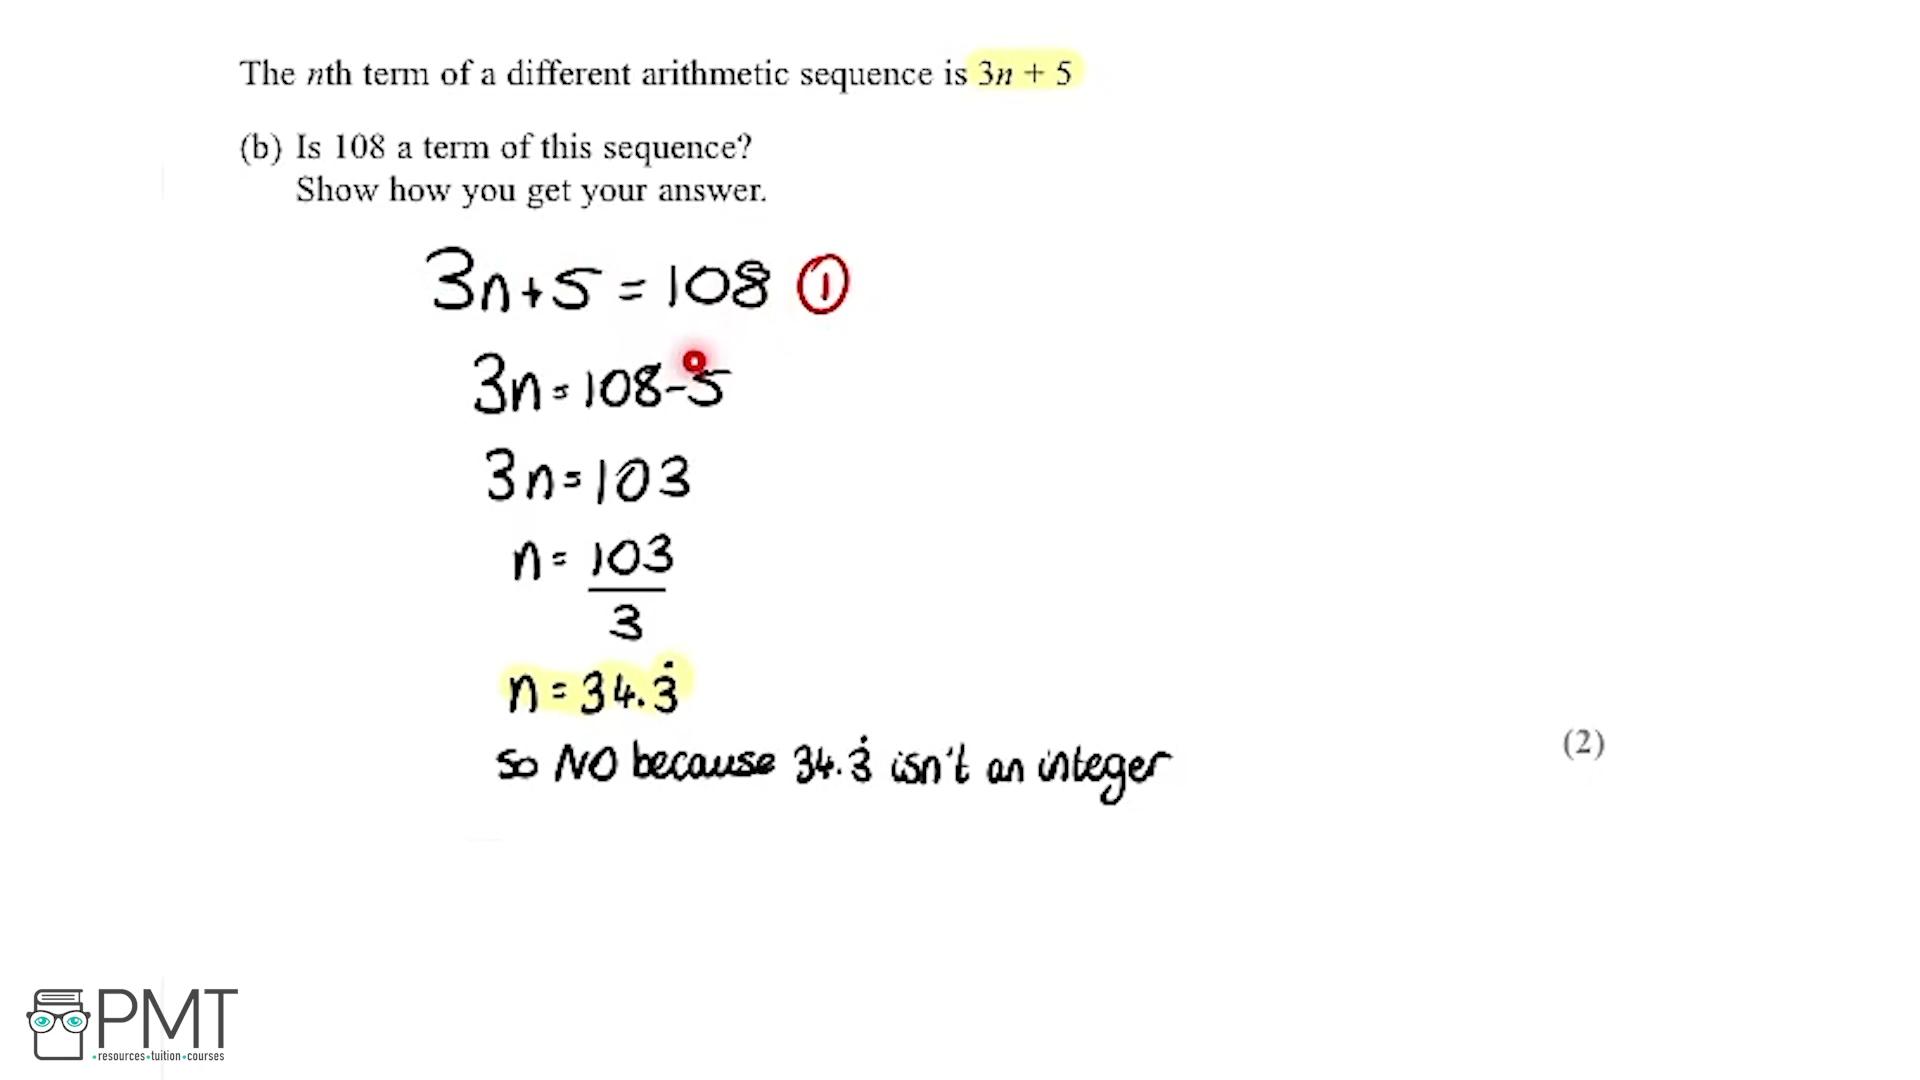 The nth term of a different arithmetic sequence is 3n + 5
(b) Is 108 a term of this sequence?
Show how you get your answer.
3n+5 = 108 ①
3n = 108-5
3n = 103
n = 103
3
n = 34.3̇
so NO because 34.3̇ isn't an integer
(2)
PMT
•resources•tuition•courses